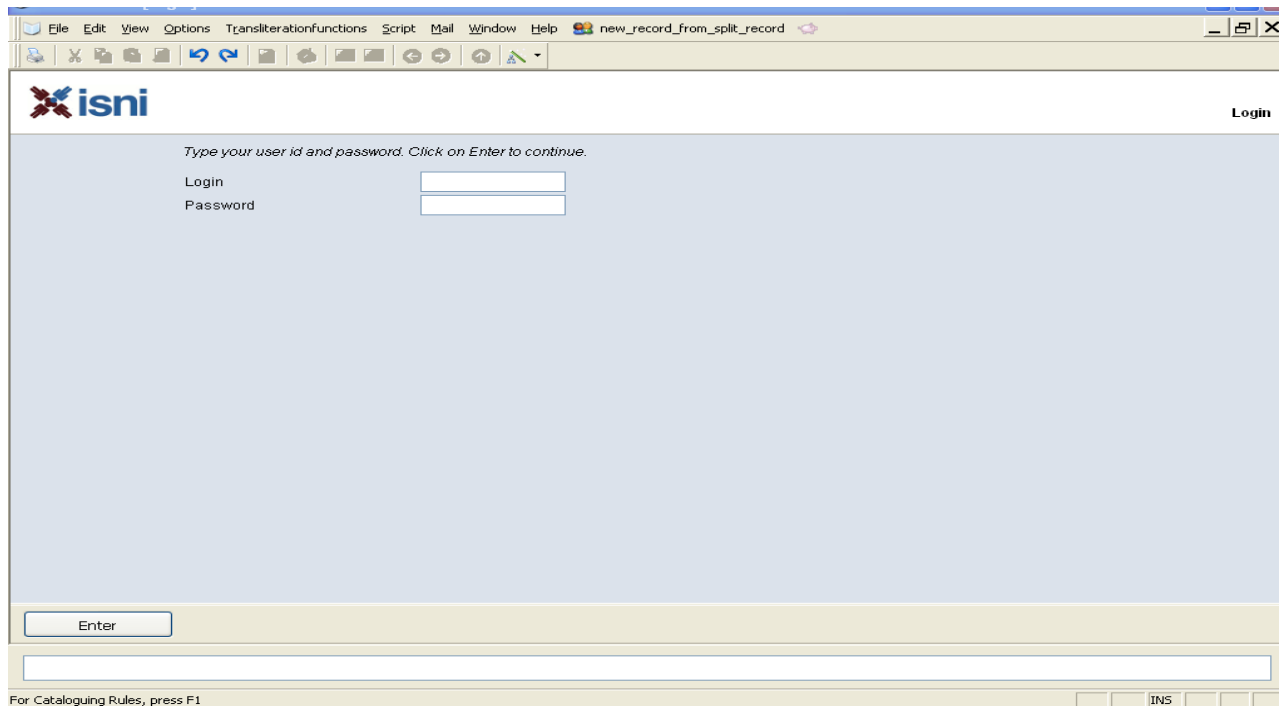 File Edit View Options Transliterationfunctions Script Mail Window Help new_record_from_split_record
isni
Login
Type your user id and password. Click on Enter to continue.
Login
Password
Enter
For Cataloguing Rules, press F1
INS